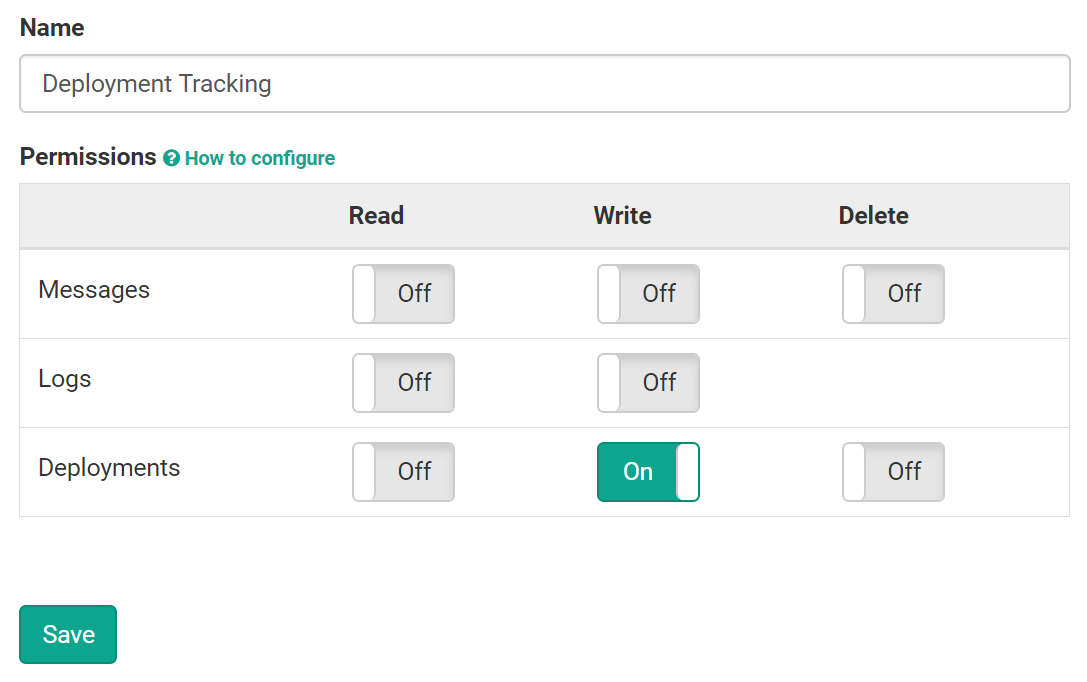 Name
Deployment Tracking
Permissions How to configure
Read Write Delete
Messages Off Off Off
Logs Off Off
Deployments Off On Off
Save